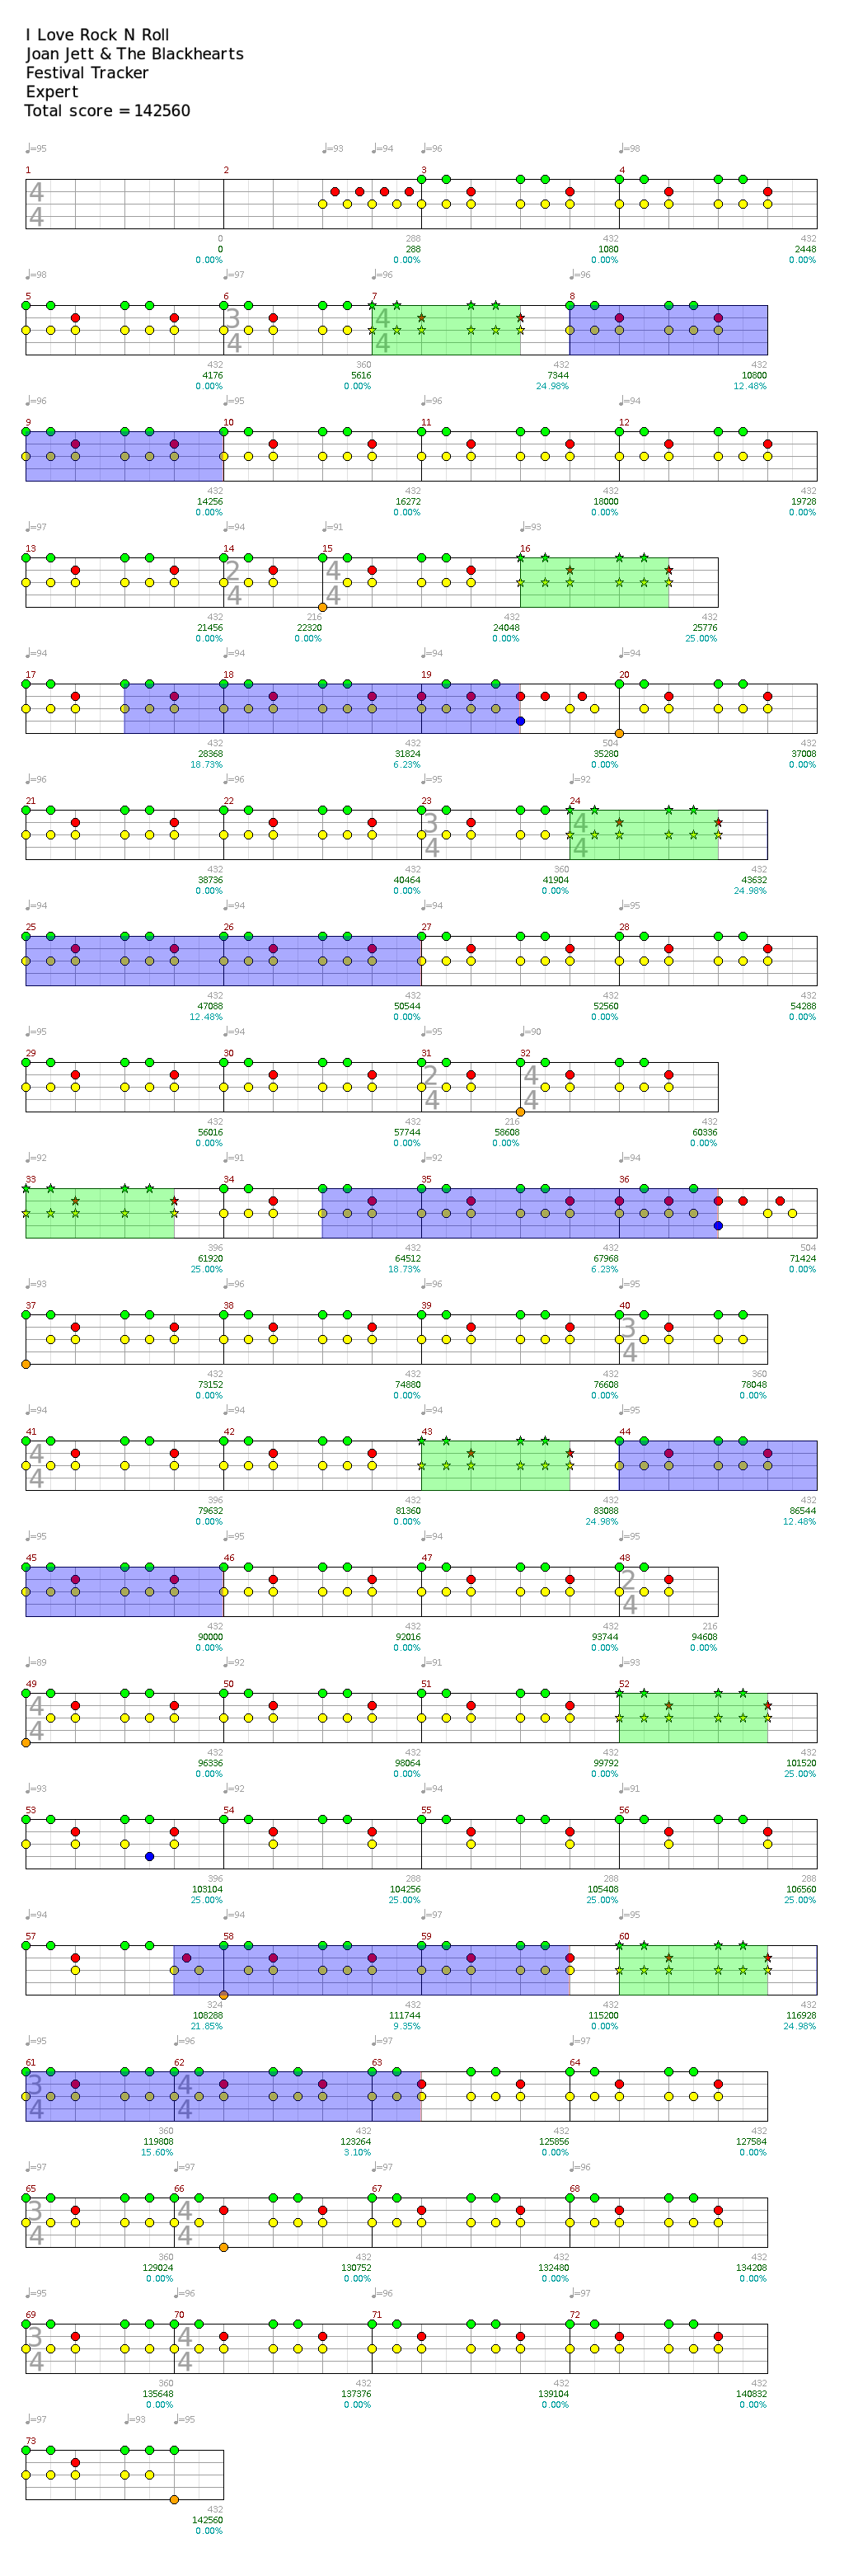 I Love Rock N Roll
Joan Jett & The Blackhearts
Festival Tracker
Expert
Total score = 142560
♩=95 ♩=93 ♩=94 ♩=96 ♩=98
1 2 3 4
4
4
0 288 432 432
0 288 1080 2448
0.00% 0.00% 0.00% 0.00%
♩=98 ♩=97 ♩=96 ♩=96
5 6 7 8
3 4
4 4
432 360 432 432
4176 5616 7344 10800
0.00% 0.00% 24.98% 12.48%
♩=96 ♩=95 ♩=96 ♩=94
9 10 11 12
432 432 432 432
14256 16272 18000 19728
0.00% 0.00% 0.00% 0.00%
♩=97 ♩=94 ♩=91 ♩=93
13 14 15 16
2 4
4 4
432 216 432 432
21456 22320 24048 25776
0.00% 0.00% 0.00% 25.00%
♩=94 ♩=94 ♩=94 ♩=94
17 18 19 20
432 432 504 432
28368 31824 35280 37008
18.73% 6.23% 0.00% 0.00%
♩=96 ♩=96 ♩=95 ♩=92
21 22 23 24
3 4
4 4
432 432 360 432
38736 40464 41904 43632
0.00% 0.00% 0.00% 24.98%
♩=94 ♩=94 ♩=94 ♩=95
25 26 27 28
432 432 432 432
47088 50544 52560 54288
12.48% 0.00% 0.00% 0.00%
♩=95 ♩=94 ♩=95 ♩=90
29 30 31 32
2 4
4 4
432 432 216 432
56016 57744 58608 60336
0.00% 0.00% 0.00% 0.00%
♩=92 ♩=91 ♩=92 ♩=94
33 34 35 36
396 432 432 504
61920 64512 67968 71424
25.00% 18.73% 6.23% 0.00%
♩=93 ♩=96 ♩=96 ♩=95
37 38 39 40
3
4
432 432 432 360
73152 74880 76608 78048
0.00% 0.00% 0.00% 0.00%
♩=94 ♩=94 ♩=94 ♩=95
41 42 43 44
4
4
396 432 432 432
79632 81360 83088 86544
0.00% 0.00% 24.98% 12.48%
♩=95 ♩=95 ♩=94 ♩=95
45 46 47 48
2
4
432 432 432 216
90000 92016 93744 94608
0.00% 0.00% 0.00% 0.00%
♩=89 ♩=92 ♩=91 ♩=93
49 50 51 52
4
4
432 432 432 432
96336 98064 99792 101520
0.00% 0.00% 0.00% 25.00%
♩=93 ♩=92 ♩=94 ♩=91
53 54 55 56
396 288 288 288
103104 104256 105408 106560
25.00% 25.00% 25.00% 25.00%
♩=94 ♩=94 ♩=97 ♩=95
57 58 59 60
324 432 432 432
108288 111744 115200 116928
21.85% 9.35% 0.00% 24.98%
♩=95 ♩=96 ♩=97 ♩=97
61 62 63 64
3 4
4 4
360 432 432 432
119808 123264 125856 127584
15.60% 3.10% 0.00% 0.00%
♩=97 ♩=97 ♩=97 ♩=96
65 66 67 68
3 4
4 4
360 432 432 432
129024 130752 132480 134208
0.00% 0.00% 0.00% 0.00%
♩=95 ♩=96 ♩=96 ♩=97
69 70 71 72
3 4
4 4
360 432 432 432
135648 137376 139104 140832
0.00% 0.00% 0.00% 0.00%
♩=97 ♩=93 ♩=95
73
432
142560
0.00%